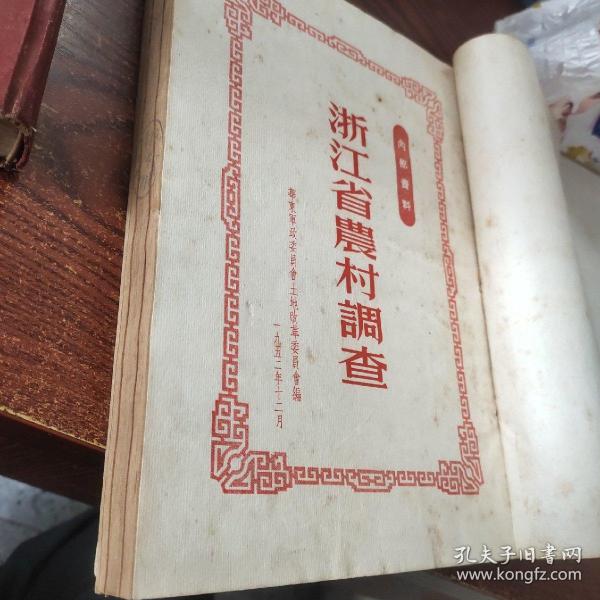 內部資料
浙江省農村調查
華東軍政委員會土地改革委員會編
一九五二年十二月
孔夫子旧書网
www.kongfz.com